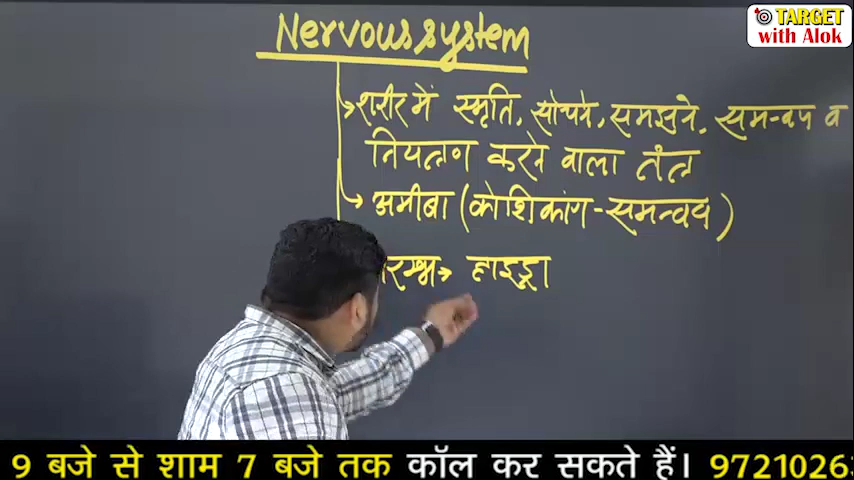 TARGET
with Alok
Nervous system
शरीर में स्मृति, सोचने, समझने, समन्वय व
नियन्त्रण करने वाला तंत्र
अमीबा (कोशिकांग-समन्वय)
हाइड्रा
9 बजे से शाम 7 बजे तक कॉल कर सकते हैं। 9721026